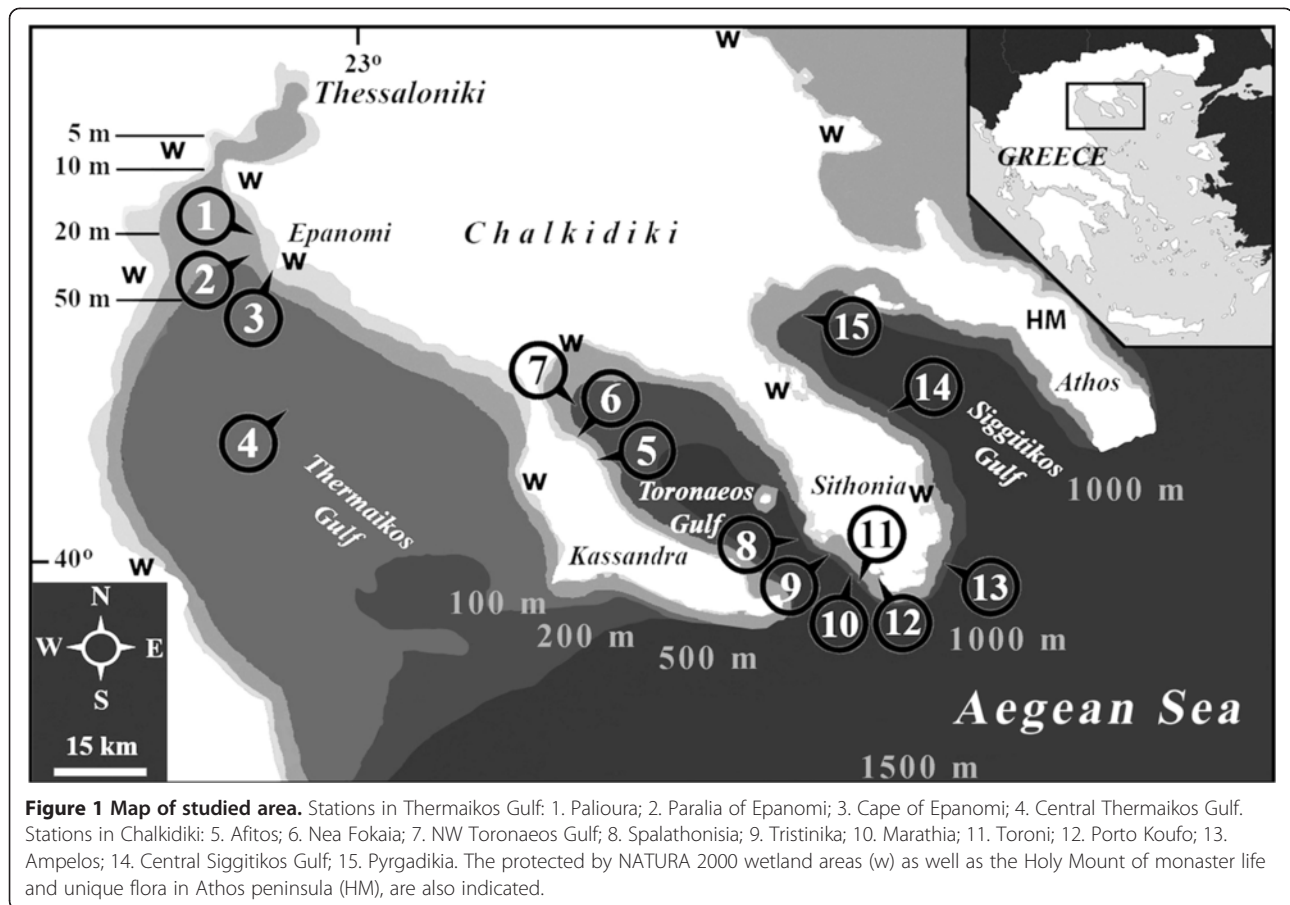 23°
Thessaloniki
W
5 m
W
10 m
W
W
1
20 m
Epanomi
Chalkidiki
W
W
2
50 m
3
GREECE
HM
15
Athos
W
7
6
W
14
Siggitikos
Gulf
4
5
Thermaikos
Gulf
W
Toronaeos
Gulf
Sithonia
W
1000 m
11
8
Kassandra
40°
W
9
13
10
12
100 m
200 m
500 m
1000 m
N
W
E
S
15 km
Aegean Sea
1500 m
Figure 1 Map of studied area. Stations in Thermaikos Gulf: 1. Palioura; 2. Paralia of Epanomi; 3. Cape of Epanomi; 4. Central Thermaikos Gulf.
Stations in Chalkidiki: 5. Afitos; 6. Nea Fokaia; 7. NW Toronaeos Gulf; 8. Spalathonisia; 9. Tristinika; 10. Marathia; 11. Toroni; 12. Porto Koufo; 13.
Ampelos; 14. Central Siggitikos Gulf; 15. Pyrgadikia. The protected by NATURA 2000 wetland areas (w) as well as the Holy Mount of monaster life
and unique flora in Athos peninsula (HM), are also indicated.